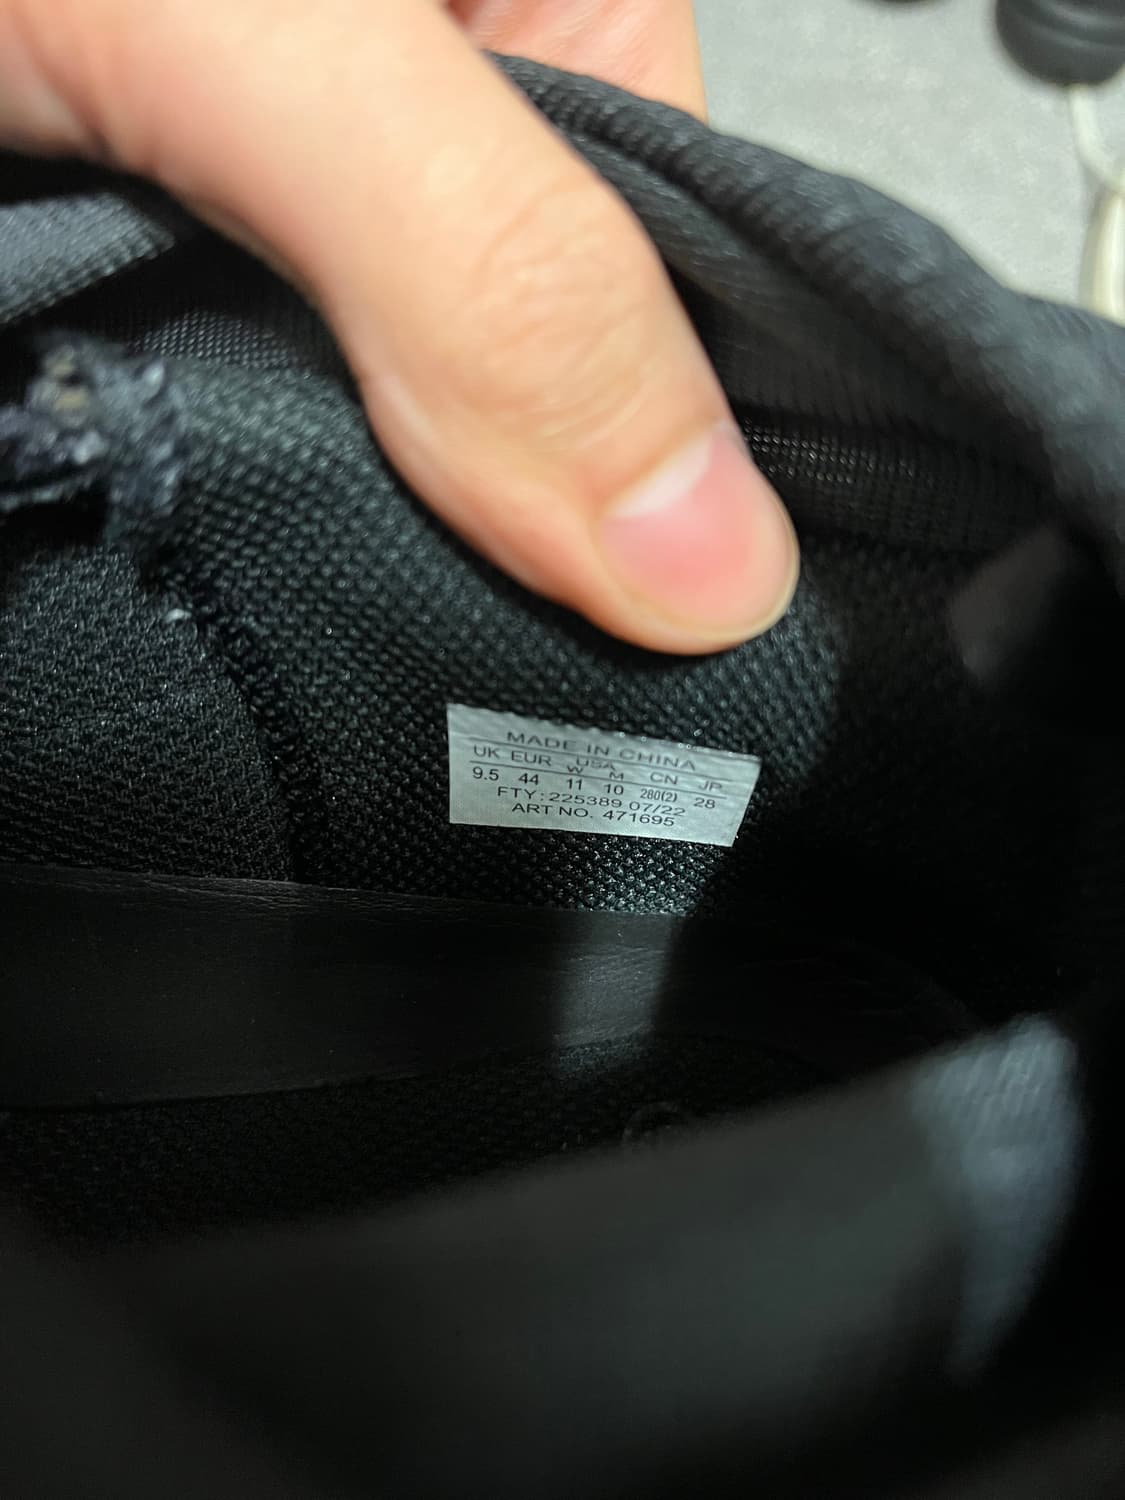 MADE IN CHINA
UK EUR USA CN JP
W M
9.5 44 11 10 280(2) 28
FTY: 225389 07/22
ART NO. 471695